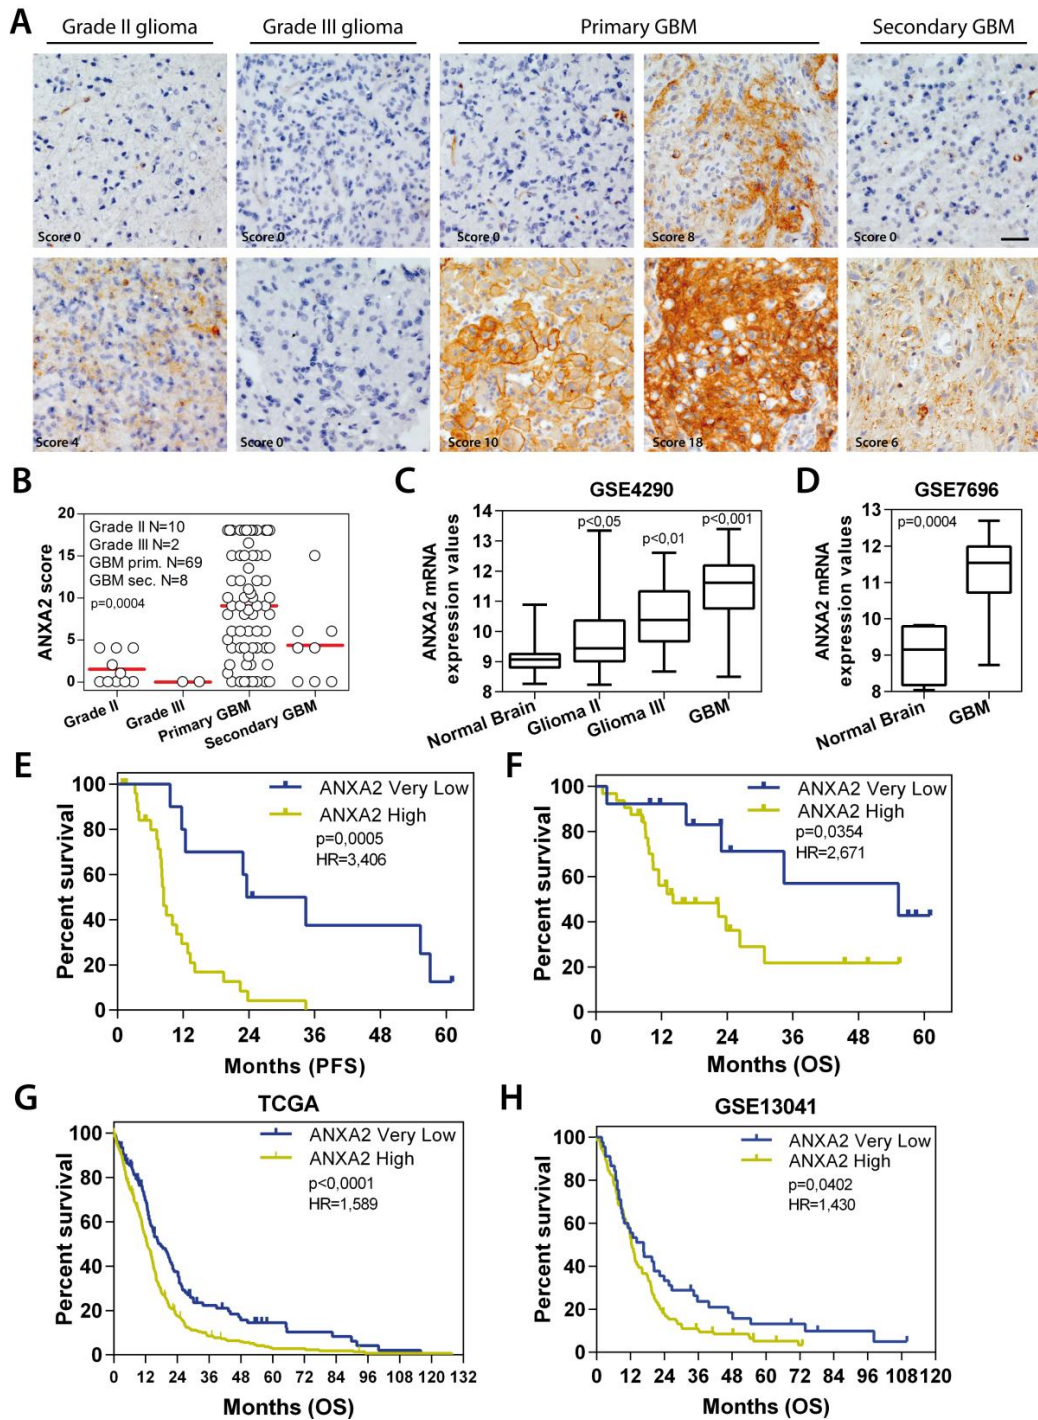 A
Grade II glioma
Grade III glioma
Primary GBM
Secondary GBM
Score 0
Score 0
Score 0
Score 8
Score 0
Score 4
Score 0
Score 10
Score 18
Score 6
B
ANXA2 score
20
15
10
5
0
Grade II N=10
Grade III N=2
GBM prim. N=69
GBM sec. N=8
p=0,0004
Grade II
Grade III
Primary GBM
Secondary GBM
C
GSE4290
ANXA2 mRNA
expression values
14
13
12
11
10
9
8
p<0,05
p<0,01
p<0,001
Normal Brain
Glioma II
Glioma III
GBM
D
GSE7696
ANXA2 mRNA
expression values
13
12
11
10
9
8
p=0,0004
Normal Brain
GBM
E
Percent survival
100
80
60
40
20
0
ANXA2 Very Low
ANXA2 High
p=0,0005
HR=3,406
0 12 24 36 48 60
Months (PFS)
F
Percent survival
100
80
60
40
20
0
ANXA2 Very Low
ANXA2 High
p=0,0354
HR=2,671
0 12 24 36 48 60
Months (OS)
G
TCGA
Percent survival
100
80
60
40
20
0
ANXA2 Very Low
ANXA2 High
p<0,0001
HR=1,589
0 12 24 36 48 60 72 84 96 108 120 132
Months (OS)
H
GSE13041
Percent survival
100
80
60
40
20
0
ANXA2 Very Low
ANXA2 High
p=0,0402
HR=1,430
0 12 24 36 48 60 72 84 96 108 120
Months (OS)